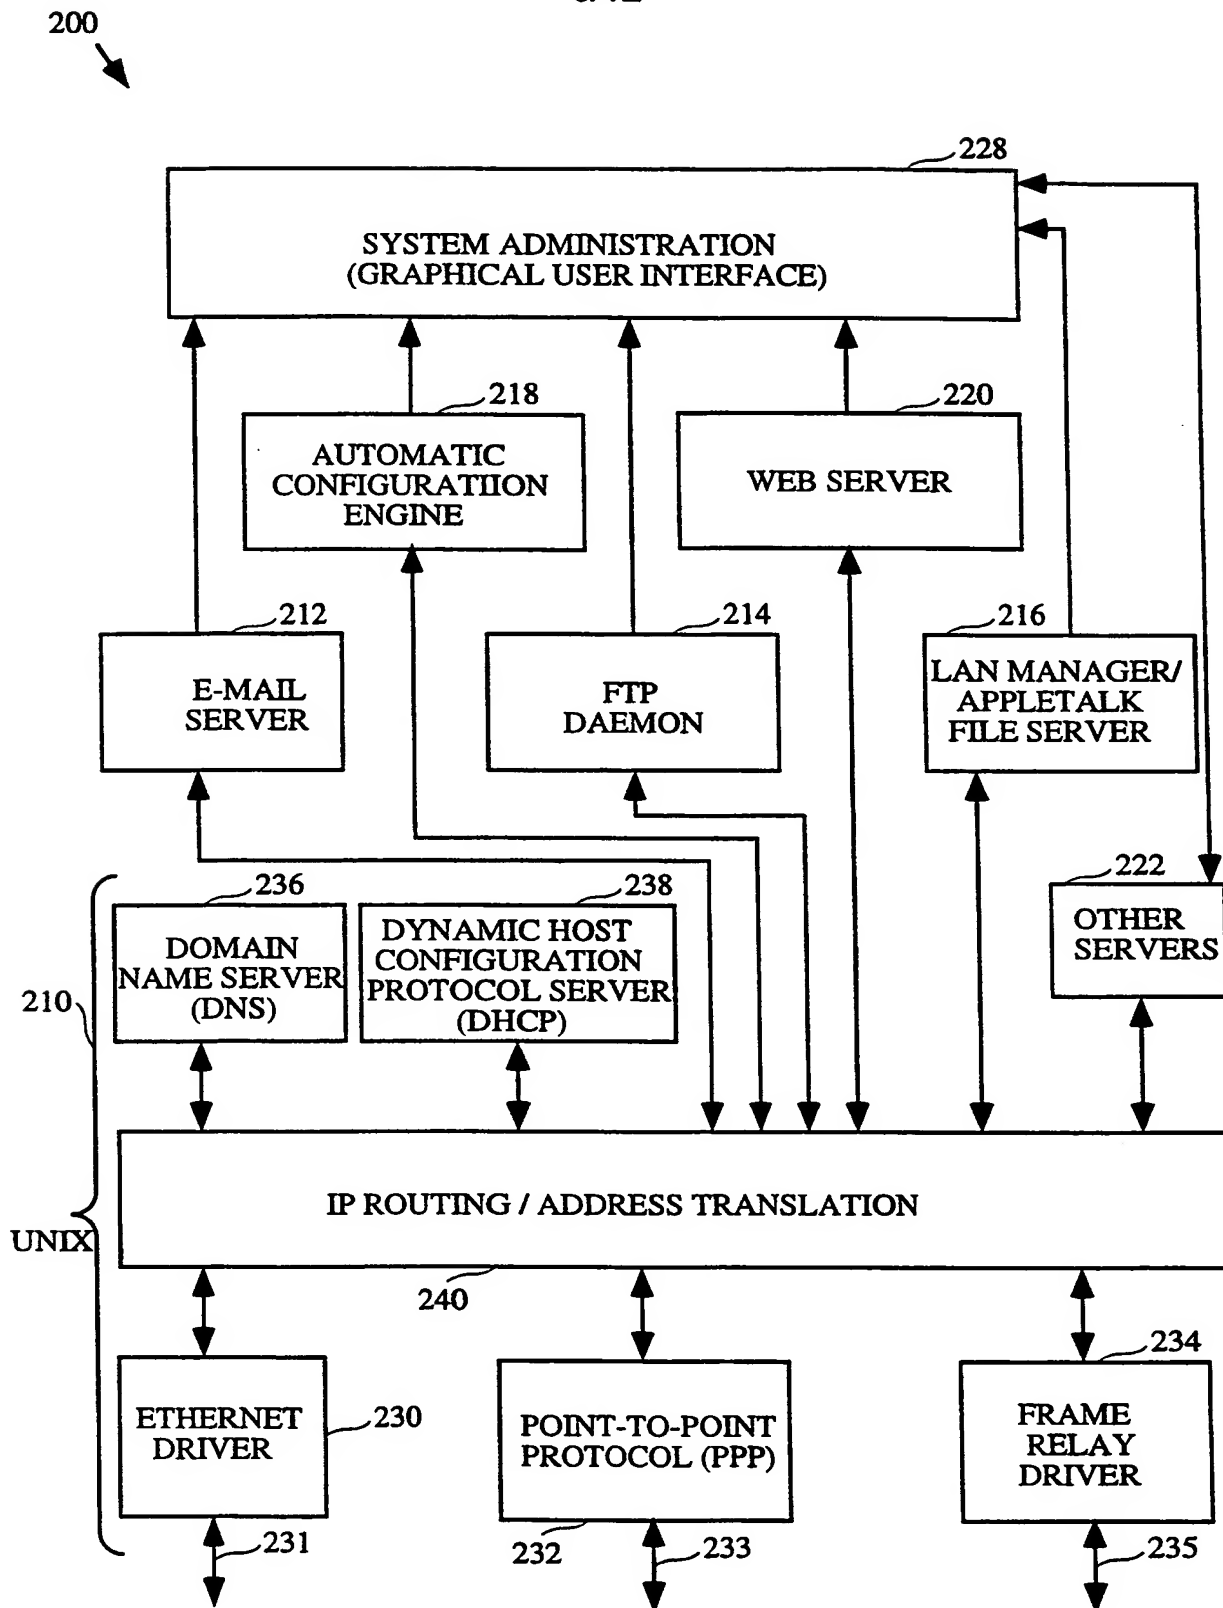 200
228
SYSTEM ADMINISTRATION
(GRAPHICAL USER INTERFACE)
218
220
AUTOMATIC
CONFIGURATIION
ENGINE
WEB SERVER
212
214
216
E-MAIL
SERVER
FTP
DAEMON
LAN MANAGER/
APPLETALK
FILE SERVER
222
236
238
OTHER
SERVERS
DOMAIN
NAME SERVER
(DNS)
DYNAMIC HOST
CONFIGURATION
PROTOCOL SERVER
(DHCP)
210
IP ROUTING / ADDRESS TRANSLATION
UNIX
240
234
ETHERNET
DRIVER
230
POINT-TO-POINT
PROTOCOL (PPP)
FRAME
RELAY
DRIVER
231
232
233
235